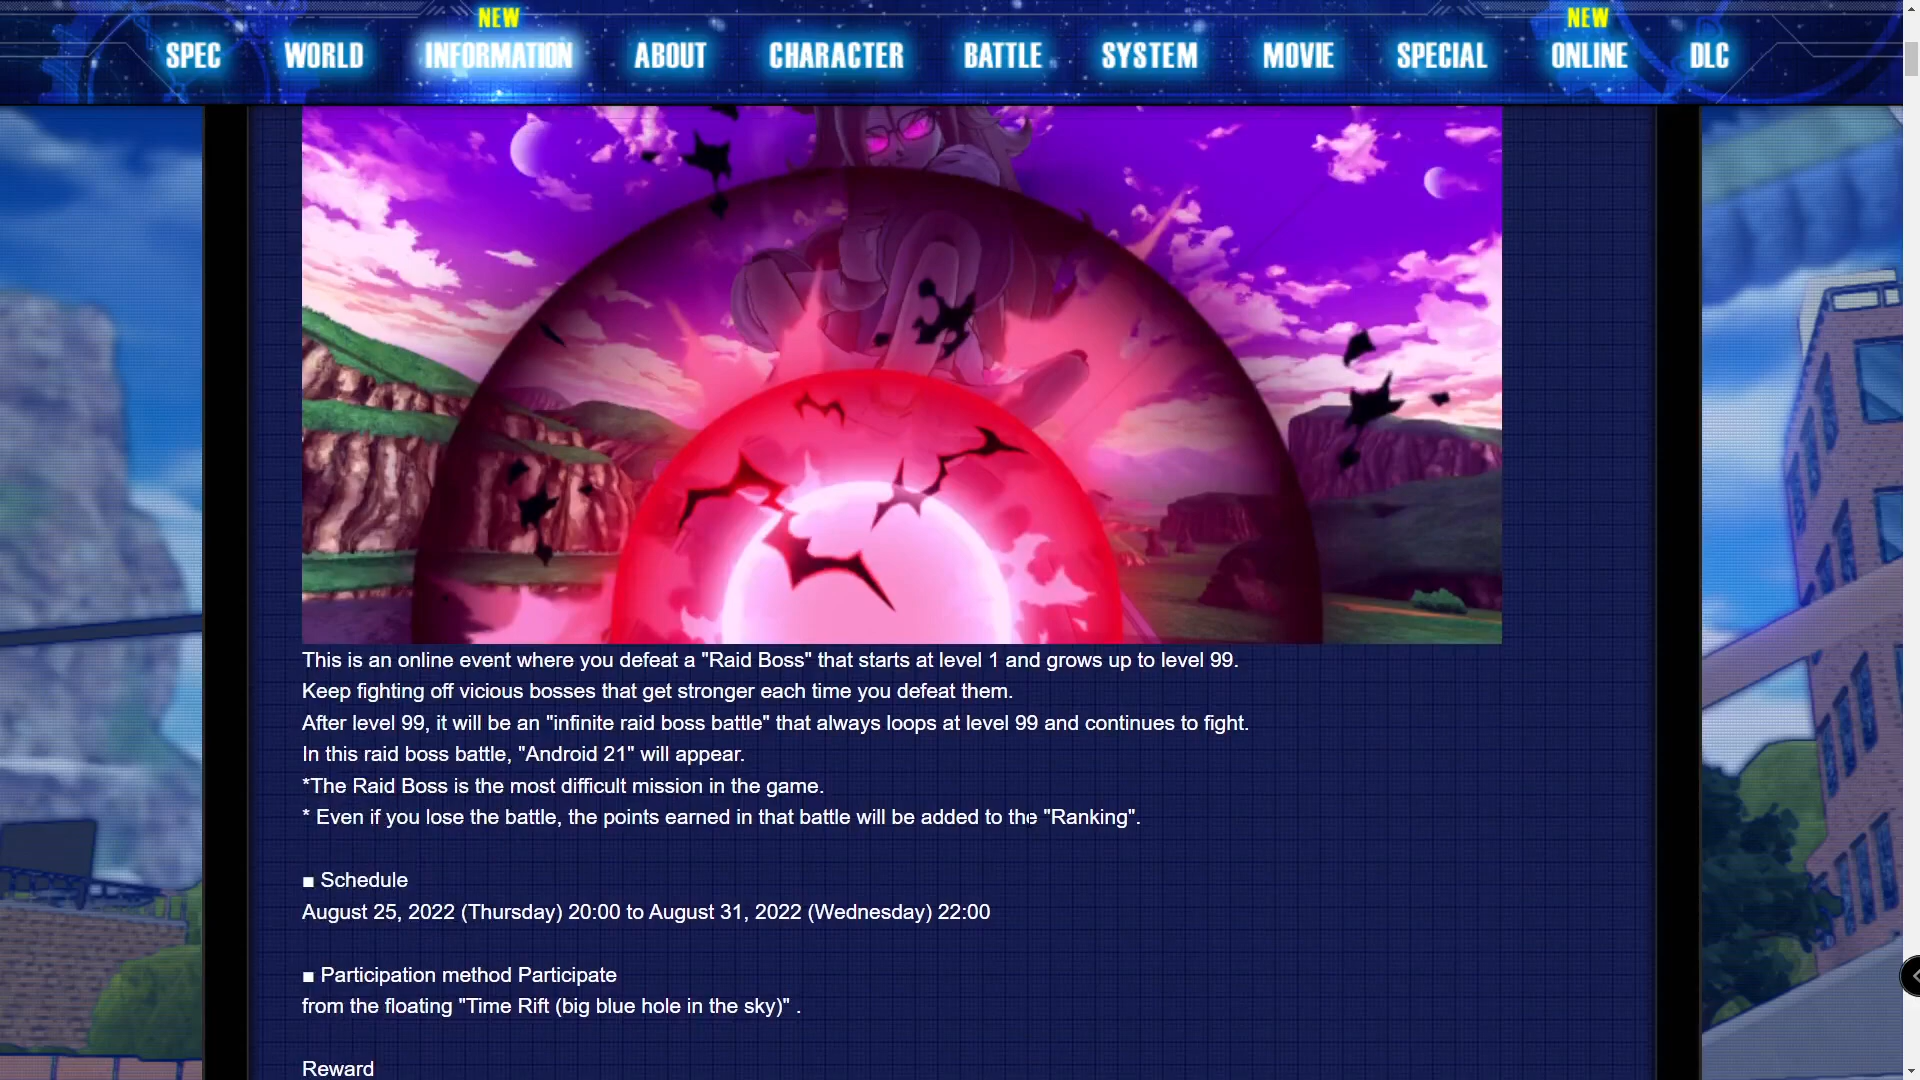 NEW NEW
SPEC WORLD INFORMATION ABOUT CHARACTER BATTLE SYSTEM MOVIE SPECIAL ONLINE DLC
This is an online event where you defeat a "Raid Boss" that starts at level 1 and grows up to level 99.
Keep fighting off vicious bosses that get stronger each time you defeat them.
After level 99, it will be an "infinite raid boss battle" that always loops at level 99 and continues to fight.
In this raid boss battle, "Android 21" will appear.
*The Raid Boss is the most difficult mission in the game.
* Even if you lose the battle, the points earned in that battle will be added to the "Ranking".
■ Schedule
August 25, 2022 (Thursday) 20:00 to August 31, 2022 (Wednesday) 22:00
■ Participation method Participate
from the floating "Time Rift (big blue hole in the sky)" .
Reward